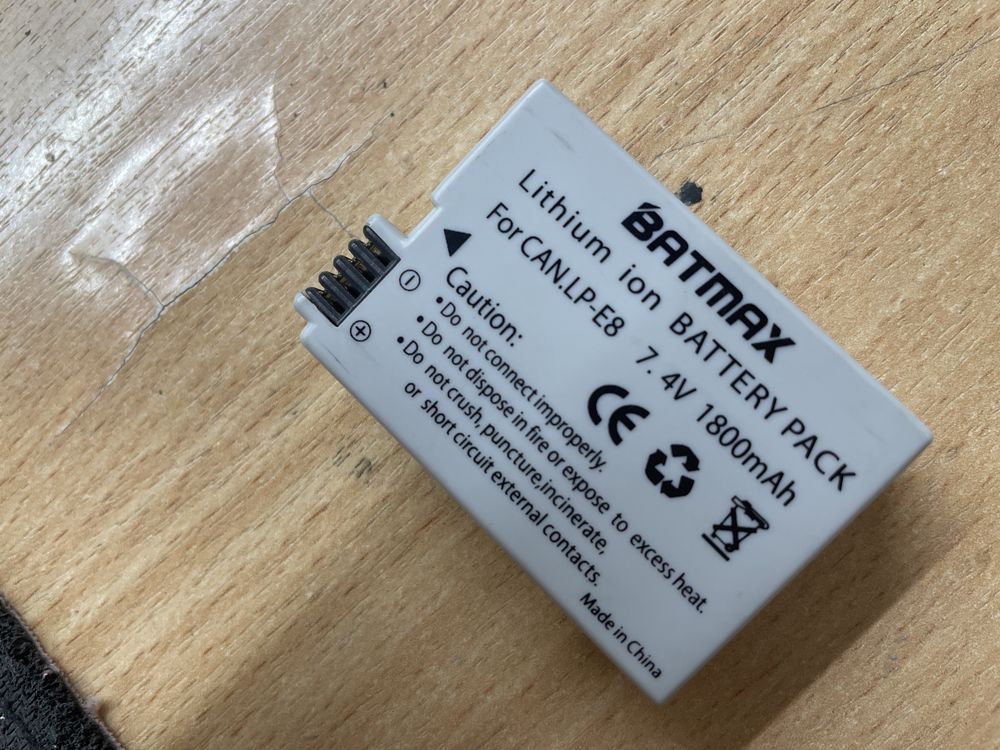 BATMAX
Lithium ion BATTERY PACK
For CAN.LP-E8 7.4V 1800mAh
CE
Caution:
•Do not connect improperly.
•Do not dispose in fire or expose to excess heat.
•Do not crush, puncture,incinerate,
or short circuit external contacts.
Made in China